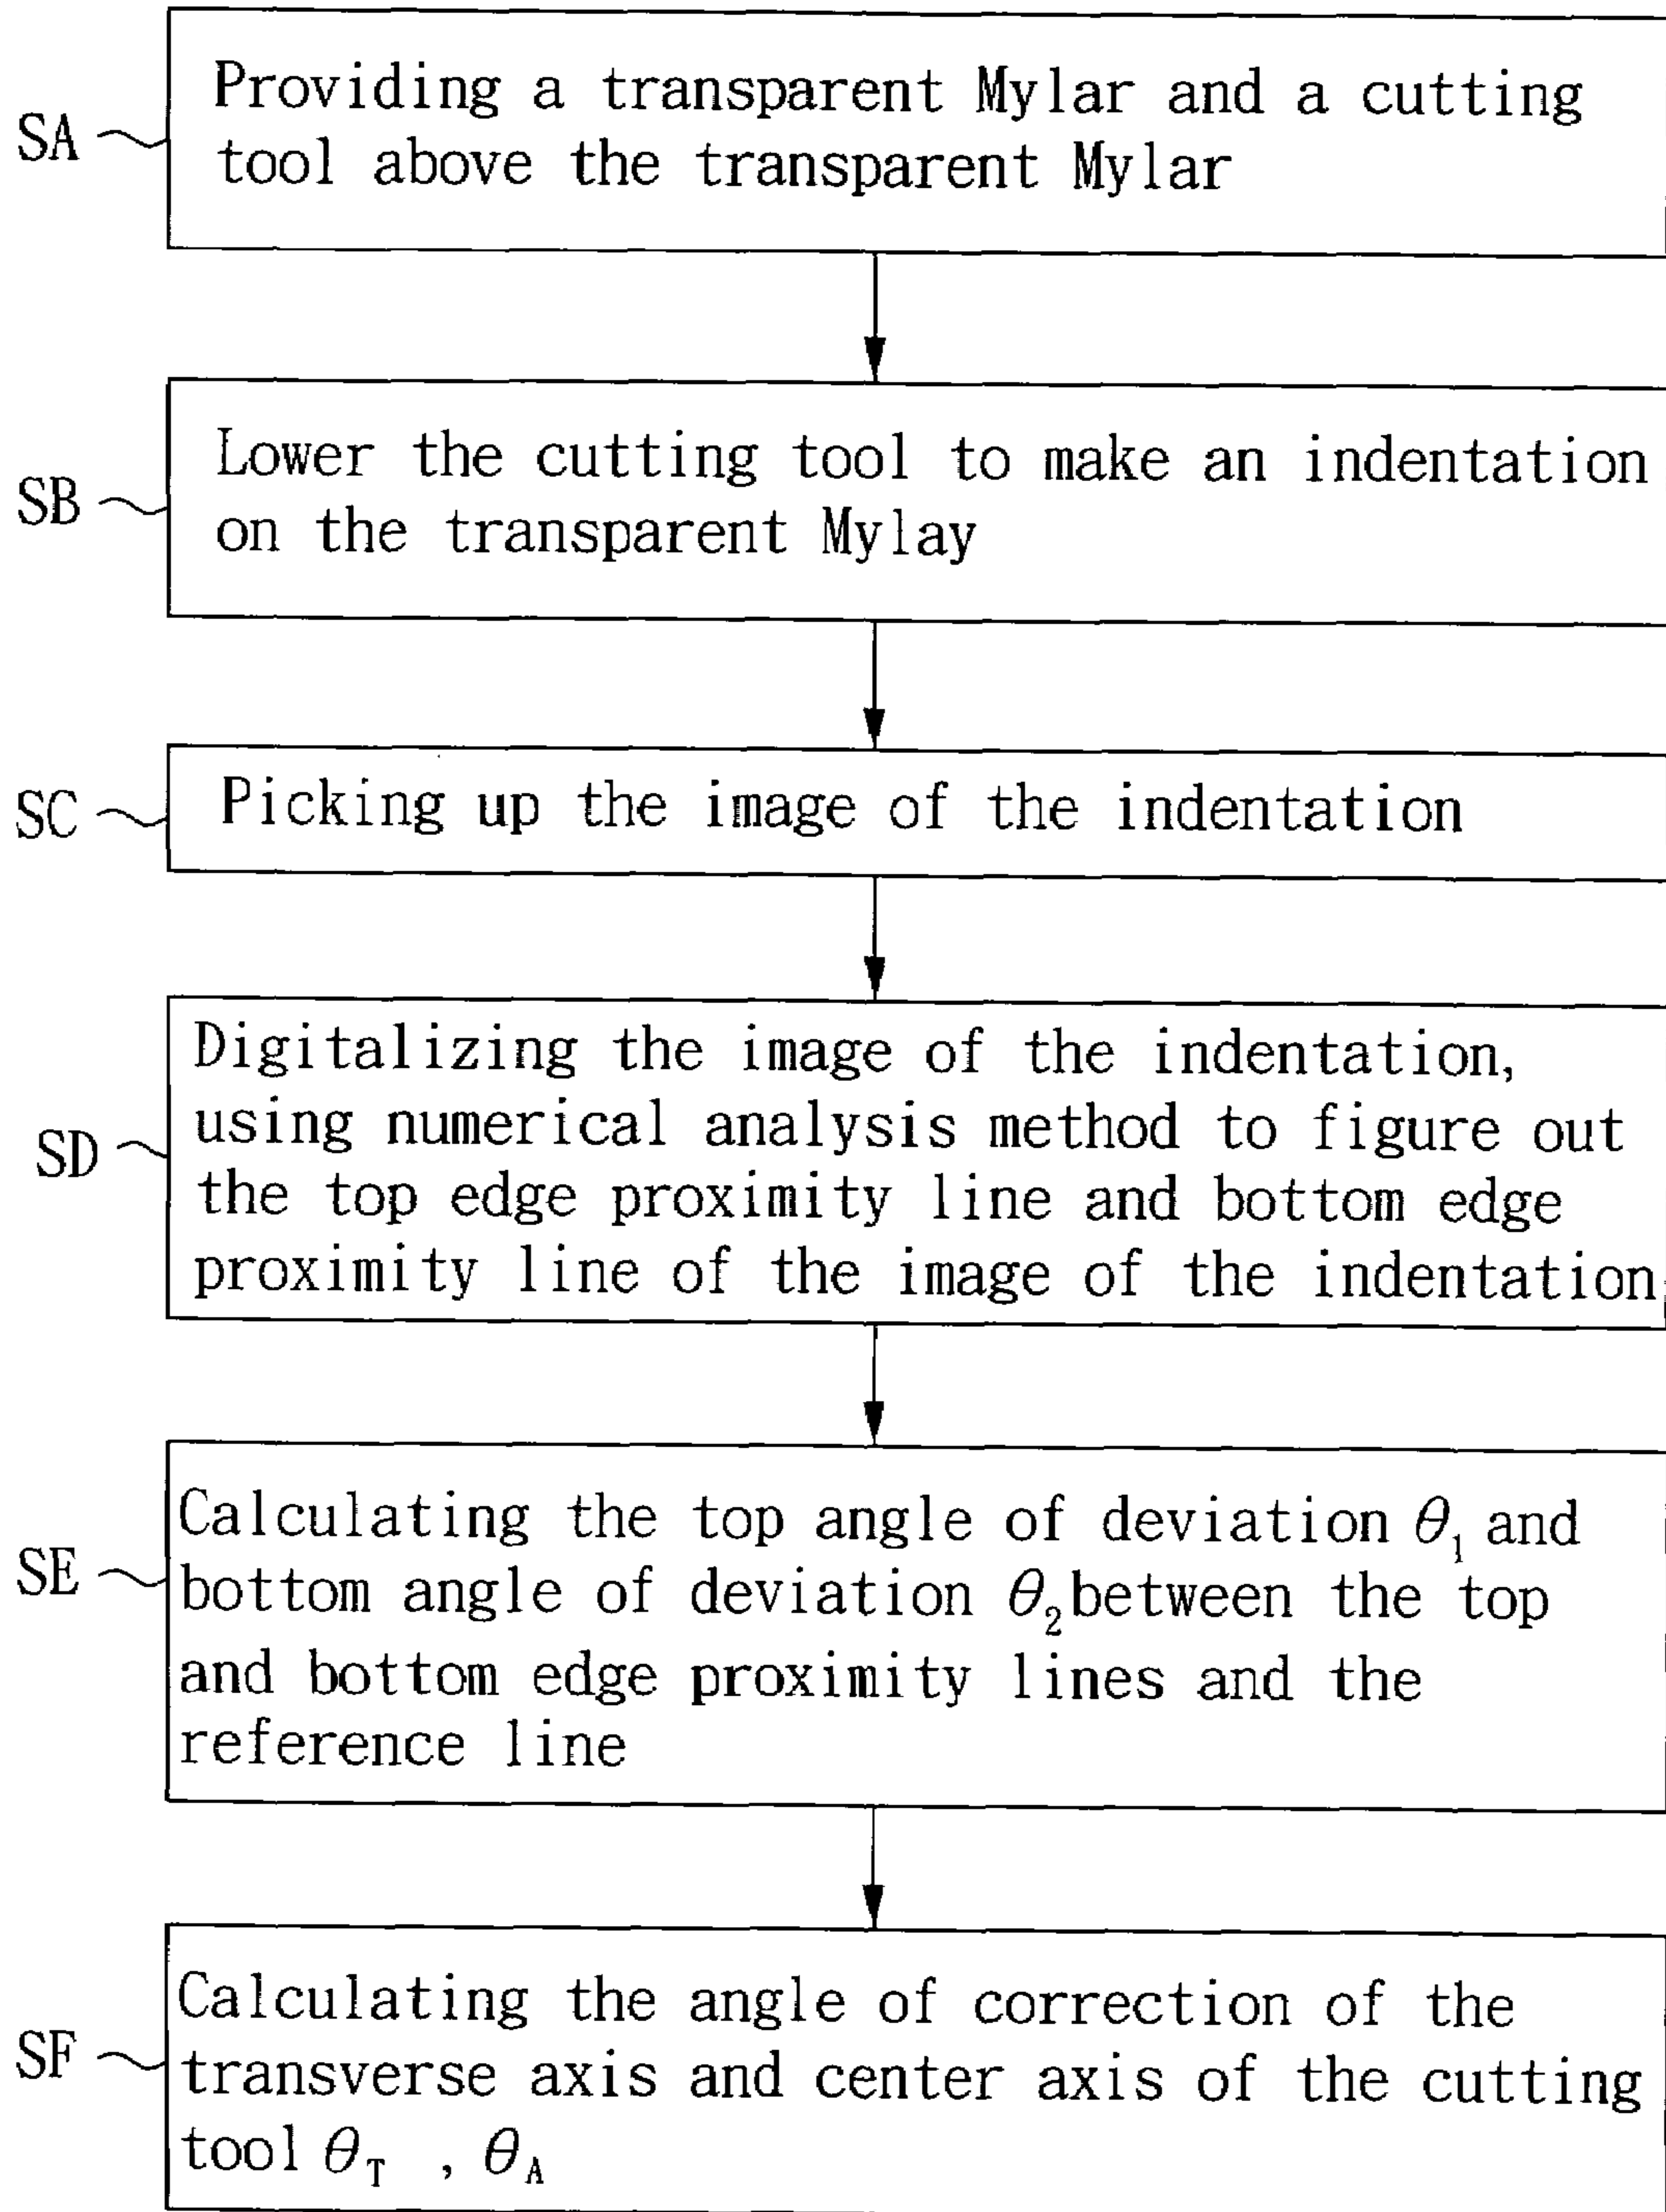 SA
Providing a transparent Mylar and a cutting
tool above the transparent Mylar
SB
Lower the cutting tool to make an indentation
on the transparent Mylay
SC
Picking up the image of the indentation
SD
Digitalizing the image of the indentation,
using numerical analysis method to figure out
the top edge proximity line and bottom edge
proximity line of the image of the indentation
SE
Calculating the top angle of deviation θ₁ and
bottom angle of deviation θ₂ between the top
and bottom edge proximity lines and the
reference line
SF
Calculating the angle of correction of the
transverse axis and center axis of the cutting
tool θT , θA